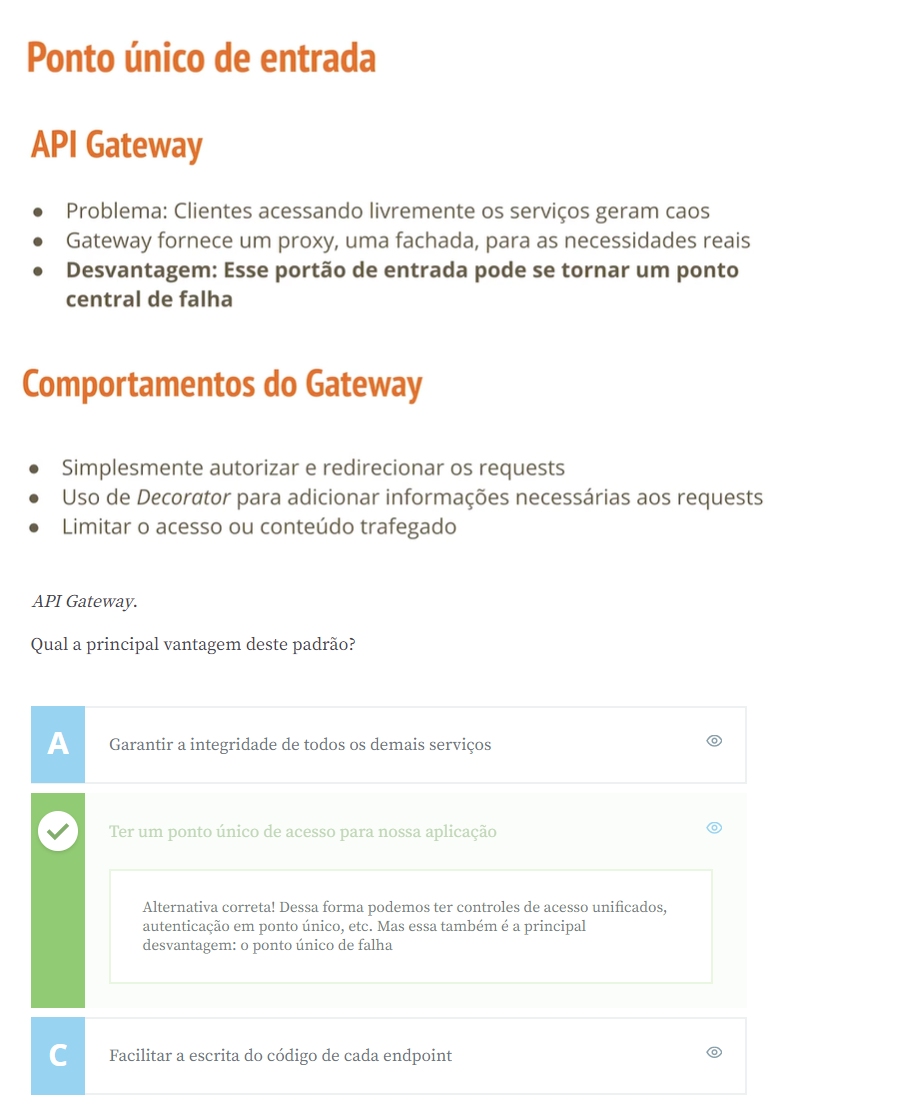 Ponto único de entrada
API Gateway
● Problema: Clientes acessando livremente os serviços geram caos
● Gateway fornece um proxy, uma fachada, para as necessidades reais
● Desvantagem: Esse portão de entrada pode se tornar um ponto
central de falha
Comportamentos do Gateway
● Simplesmente autorizar e redirecionar os requests
● Uso de Decorator para adicionar informações necessárias aos requests
● Limitar o acesso ou conteúdo trafegado
API Gateway.
Qual a principal vantagem deste padrão?
A Garantir a integridade de todos os demais serviços
Ter um ponto único de acesso para nossa aplicação
Alternativa correta! Dessa forma podemos ter controles de acesso unificados,
autenticação em ponto único, etc. Mas essa também é a principal
desvantagem: o ponto único de falha
C Facilitar a escrita do código de cada endpoint